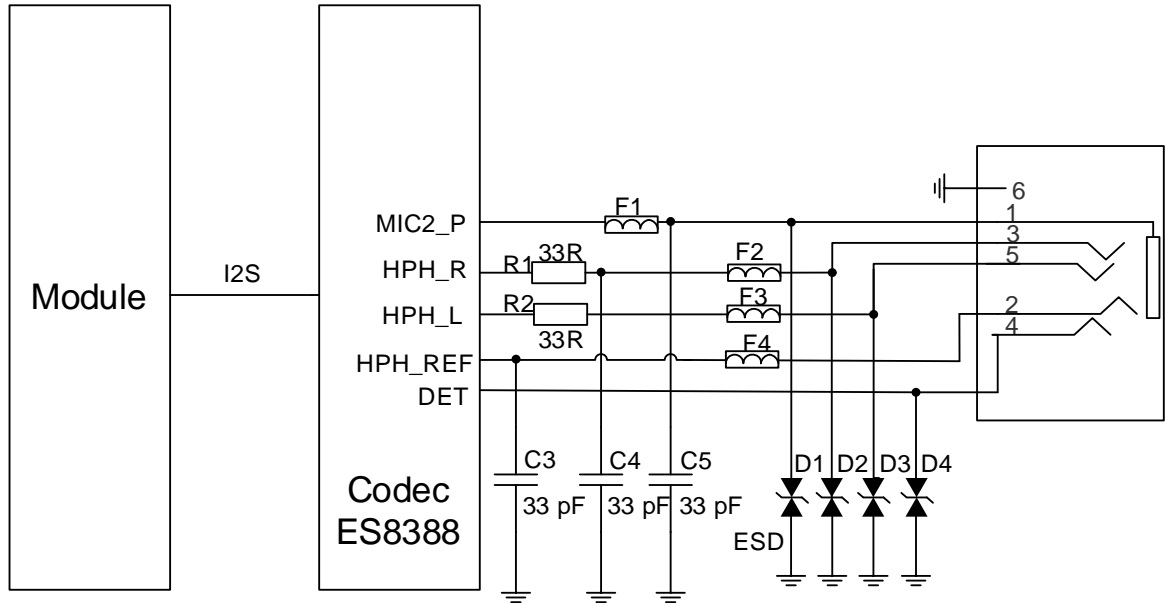 Module
I2S
MIC2_P
HPH_R
HPH_L
HPH_REF
DET
Codec
ES8388
F1
R1
33R
F2
R2
33R
F3
F4
C3
33 pF
C4
33 pF
C5
33 pF
D1
D2
D3
D4
ESD
6
1
3
5
2
4